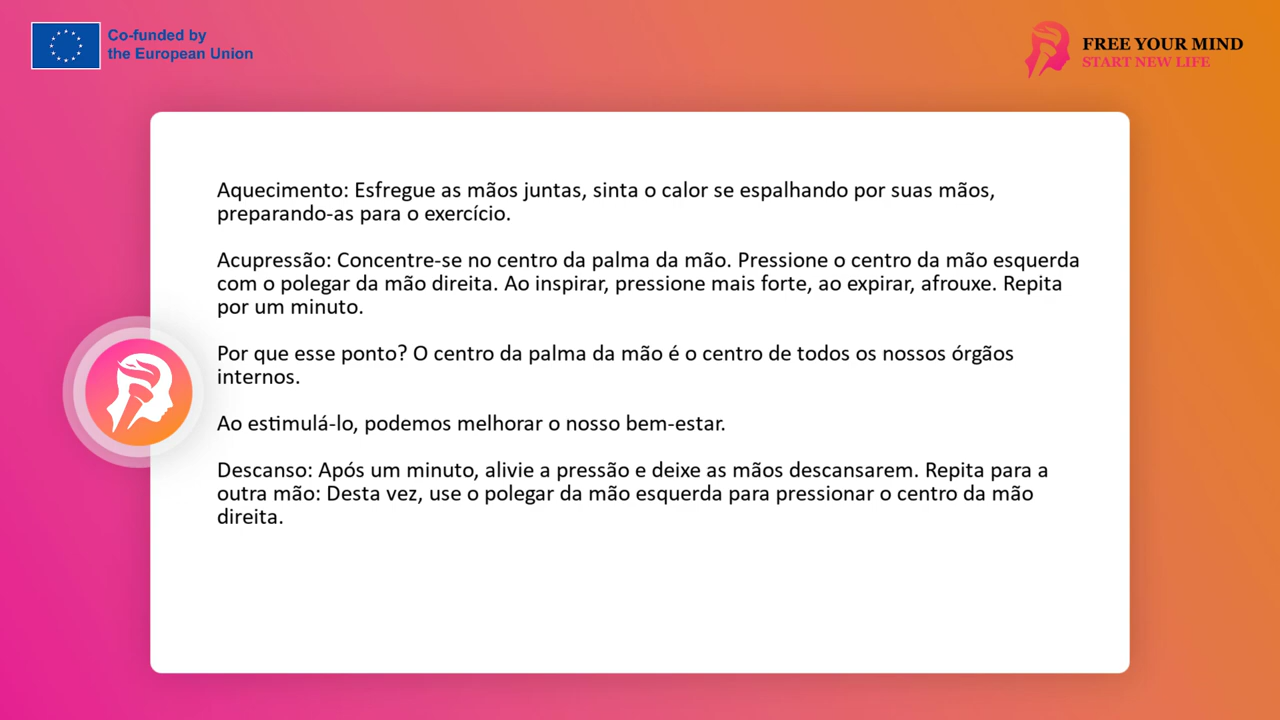 Co-funded by
the European Union
FREE YOUR MIND
START NEW LIFE
Aquecimento: Esfregue as mãos juntas, sinta o calor se espalhando por suas mãos,
preparando-as para o exercício.
Acupressão: Concentre-se no centro da palma da mão. Pressione o centro da mão esquerda
com o polegar da mão direita. Ao inspirar, pressione mais forte, ao expirar, afrouxe. Repita
por um minuto.
Por que esse ponto? O centro da palma da mão é o centro de todos os nossos órgãos
internos.
Ao estimulá-lo, podemos melhorar o nosso bem-estar.
Descanso: Após um minuto, alivie a pressão e deixe as mãos descansarem. Repita para a
outra mão: Desta vez, use o polegar da mão esquerda para pressionar o centro da mão
direita.